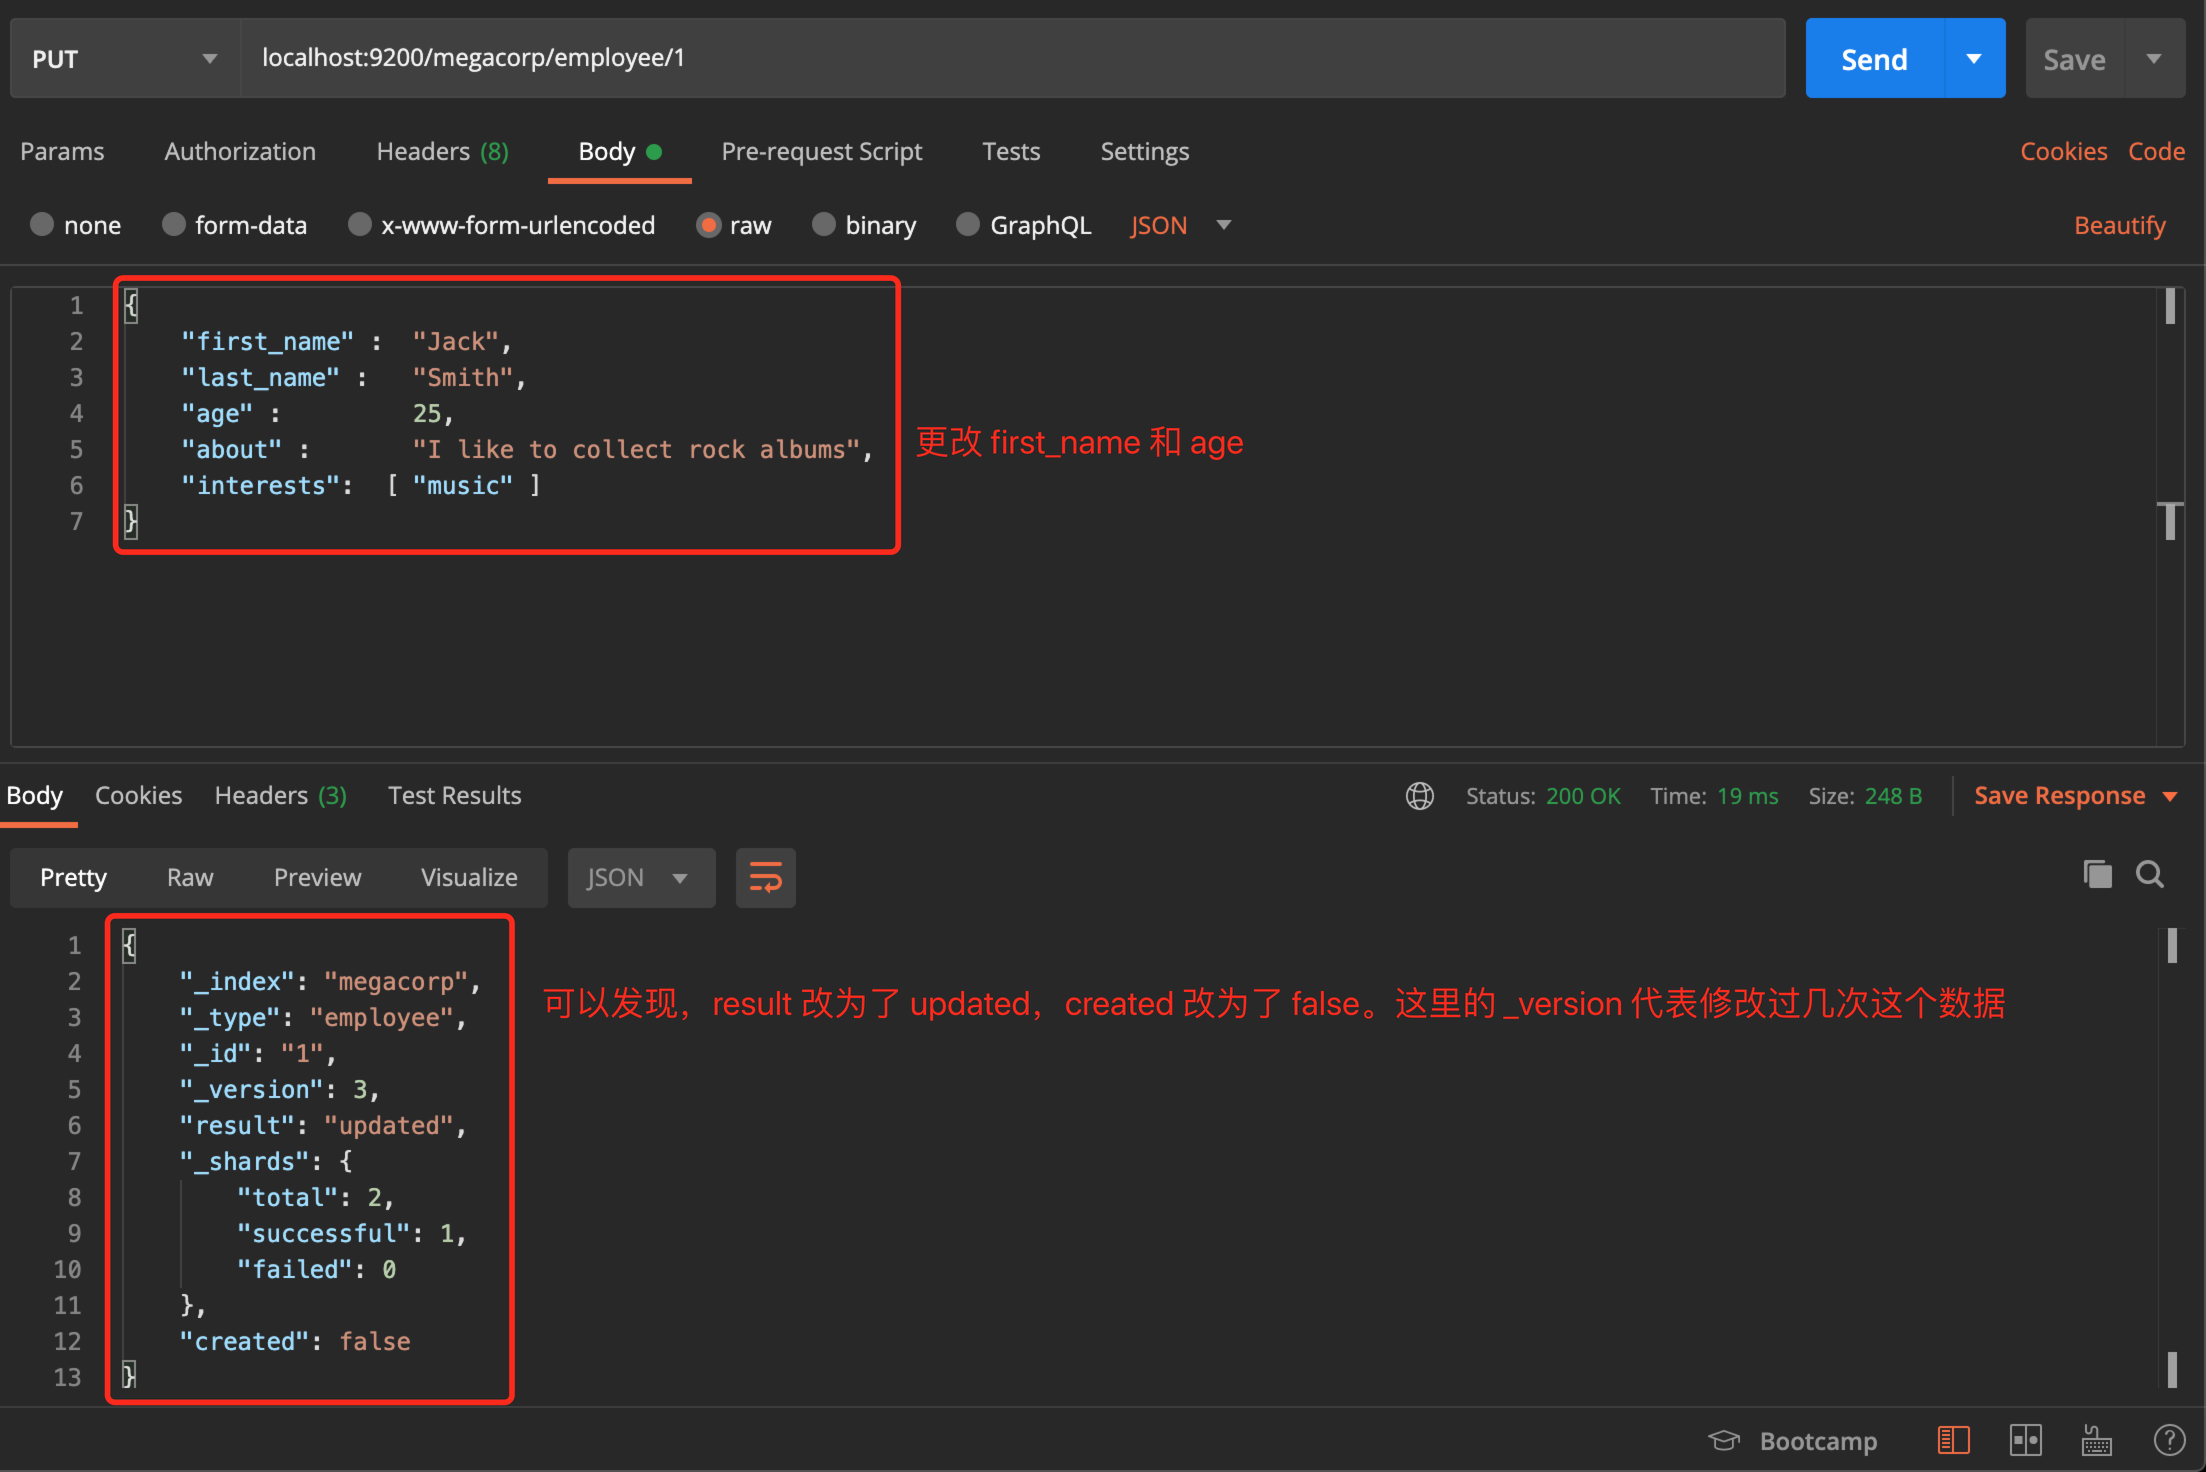 PUT localhost:9200/megacorp/employee/1 Send Save
Params Authorization Headers (8) Body Pre-request Script Tests Settings Cookies Code
none form-data x-www-form-urlencoded raw binary GraphQL JSON Beautify
1 {
2 "first_name" : "Jack",
3 "last_name" : "Smith",
4 "age" : 25,
5 "about" : "I like to collect rock albums",
更改 first_name 和 age
6 "interests": [ "music" ]
7 }
Body Cookies Headers (3) Test Results Status: 200 OK Time: 19 ms Size: 248 B Save Response
Pretty Raw Preview Visualize JSON
1 {
2 "_index": "megacorp",
可以发现，result 改为了 updated，created 改为了 false。这里的 _version 代表修改过几次这个数据
3 "_type": "employee",
4 "_id": "1",
5 "_version": 3,
6 "result": "updated",
7 "_shards": {
8 "total": 2,
9 "successful": 1,
10 "failed": 0
11 },
12 "created": false
13 }
Bootcamp